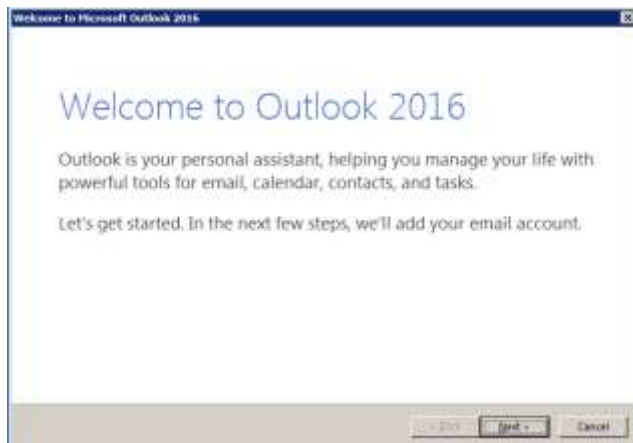 Welcome to Microsoft Outlook 2016
Welcome to Outlook 2016
Outlook is your personal assistant, helping you manage your life with
powerful tools for email, calendar, contacts, and tasks.
Let's get started. In the next few steps, we'll add your email account.
< Back Next > Cancel